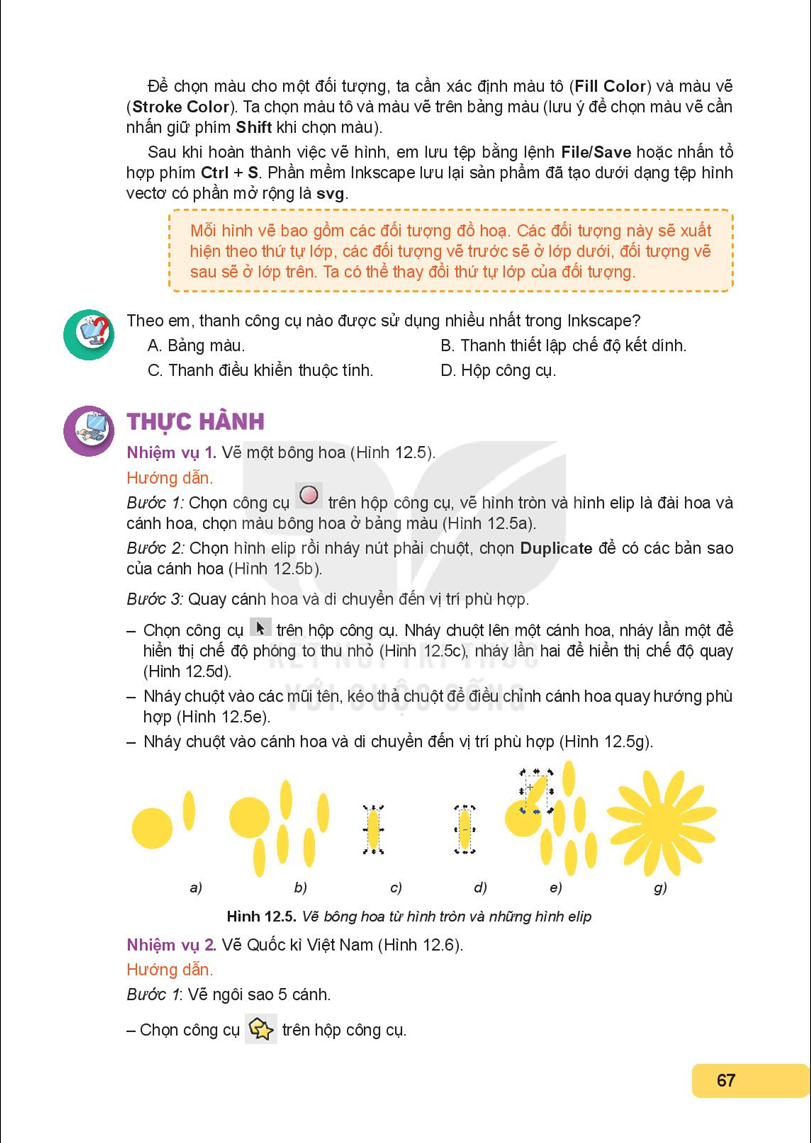 Để chọn màu cho một đối tượng, ta cần xác định màu tô (Fill Color) và màu vẽ
(Stroke Color). Ta chọn màu tô và màu vẽ trên bảng màu (lưu ý để chọn màu vẽ cần
nhấn giữ phím Shift khi chọn màu).
Sau khi hoàn thành việc vẽ hình, em lưu tệp bằng lệnh File/Save hoặc nhấn tổ
hợp phím Ctrl + S. Phần mềm Inkscape lưu lại sản phẩm đã tạo dưới dạng tệp hình
vectơ có phần mở rộng là svg.
Mỗi hình vẽ bao gồm các đối tượng đồ hoạ. Các đối tượng này sẽ xuất
hiện theo thứ tự lớp, các đối tượng vẽ trước sẽ ở lớp dưới, đối tượng vẽ
sau sẽ ở lớp trên. Ta có thể thay đổi thứ tự lớp của đối tượng.
Theo em, thanh công cụ nào được sử dụng nhiều nhất trong Inkscape?
A. Bảng màu. B. Thanh thiết lập chế độ kết dính.
C. Thanh điều khiển thuộc tính. D. Hộp công cụ.
THỰC HÀNH
Nhiệm vụ 1. Vẽ một bông hoa (Hình 12.5).
Hướng dẫn.
Bước 1: Chọn công cụ trên hộp công cụ, vẽ hình tròn và hình elip là đài hoa và
cánh hoa, chọn màu bông hoa ở bảng màu (Hình 12.5a).
Bước 2: Chọn hình elip rồi nháy nút phải chuột, chọn Duplicate để có các bản sao
của cánh hoa (Hình 12.5b).
Bước 3: Quay cánh hoa và di chuyển đến vị trí phù hợp.
– Chọn công cụ trên hộp công cụ. Nháy chuột lên một cánh hoa, nháy lần một để
hiển thị chế độ phóng to thu nhỏ (Hình 12.5c), nháy lần hai để hiển thị chế độ quay
(Hình 12.5d).
KẾT NỐI TRI THỨC
VỚI CUỘC SỐNG
– Nháy chuột vào các mũi tên, kéo thả chuột để điều chỉnh cánh hoa quay hướng phù
hợp (Hình 12.5e).
– Nháy chuột vào cánh hoa và di chuyển đến vị trí phù hợp (Hình 12.5g).
a) b) c) d) e) g)
Hình 12.5. Vẽ bông hoa từ hình tròn và những hình elip
Nhiệm vụ 2. Vẽ Quốc kì Việt Nam (Hình 12.6).
Hướng dẫn.
Bước 1: Vẽ ngôi sao 5 cánh.
– Chọn công cụ trên hộp công cụ.
67